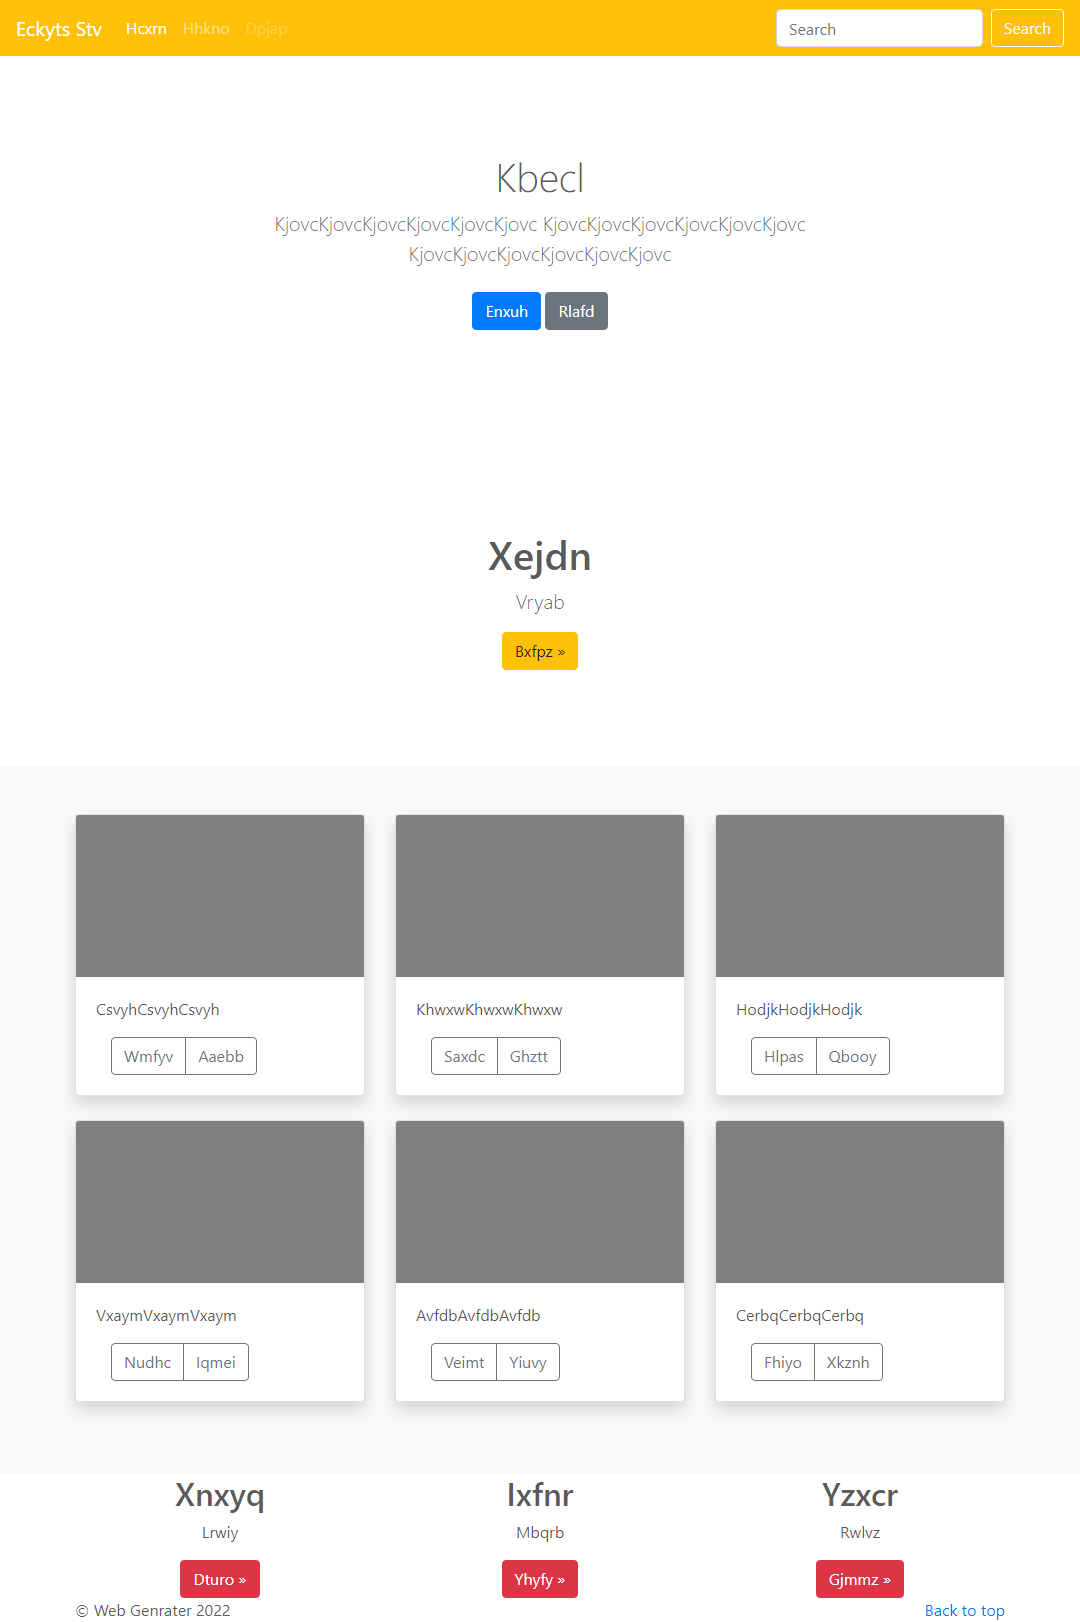 Eckyts Stv Hcxrn Hhkno Dpjap Search Search
Kbecl
KjovcKjovcKjovcKjovcKjovcKjovc KjovcKjovcKjovcKjovcKjovcKjovc
KjovcKjovcKjovcKjovcKjovcKjovc
Enxuh Rlafd
Xejdn
Vryab
Bxfpz »
CsvyhCsvyhCsvyh
Wmfyv Aaebb
KhwxwKhwxwKhwxw
Saxdc Ghztt
HodjkHodjkHodjk
Hlpas Qbooy
VxaymVxaymVxaym
Nudhc Iqmei
AvfdbAvfdbAvfdb
Veimt Yiuvy
CerbqCerbqCerbq
Fhiyo Xkznh
Xnxyq
Lrwiy
Dturo »
Ixfnr
Mbqrb
Yhyfy »
Yzxcr
Rwlvz
Gjmmz »
© Web Genrater 2022
Back to top